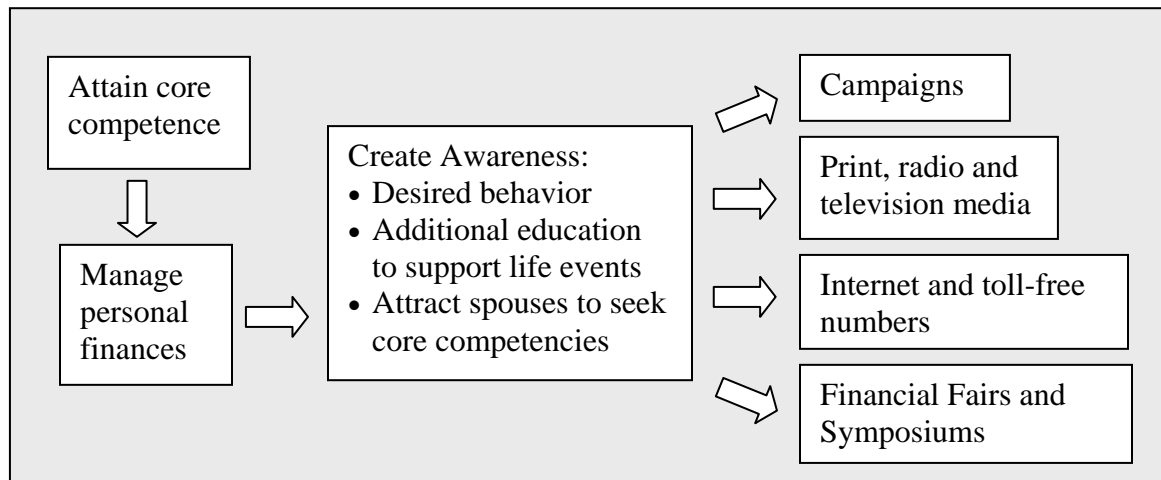 Attain core
competence
Manage
personal
finances
Create Awareness:
• Desired behavior
• Additional education
to support life events
• Attract spouses to seek
core competencies
Campaigns
Print, radio and
television media
Internet and toll-free
numbers
Financial Fairs and
Symposiums